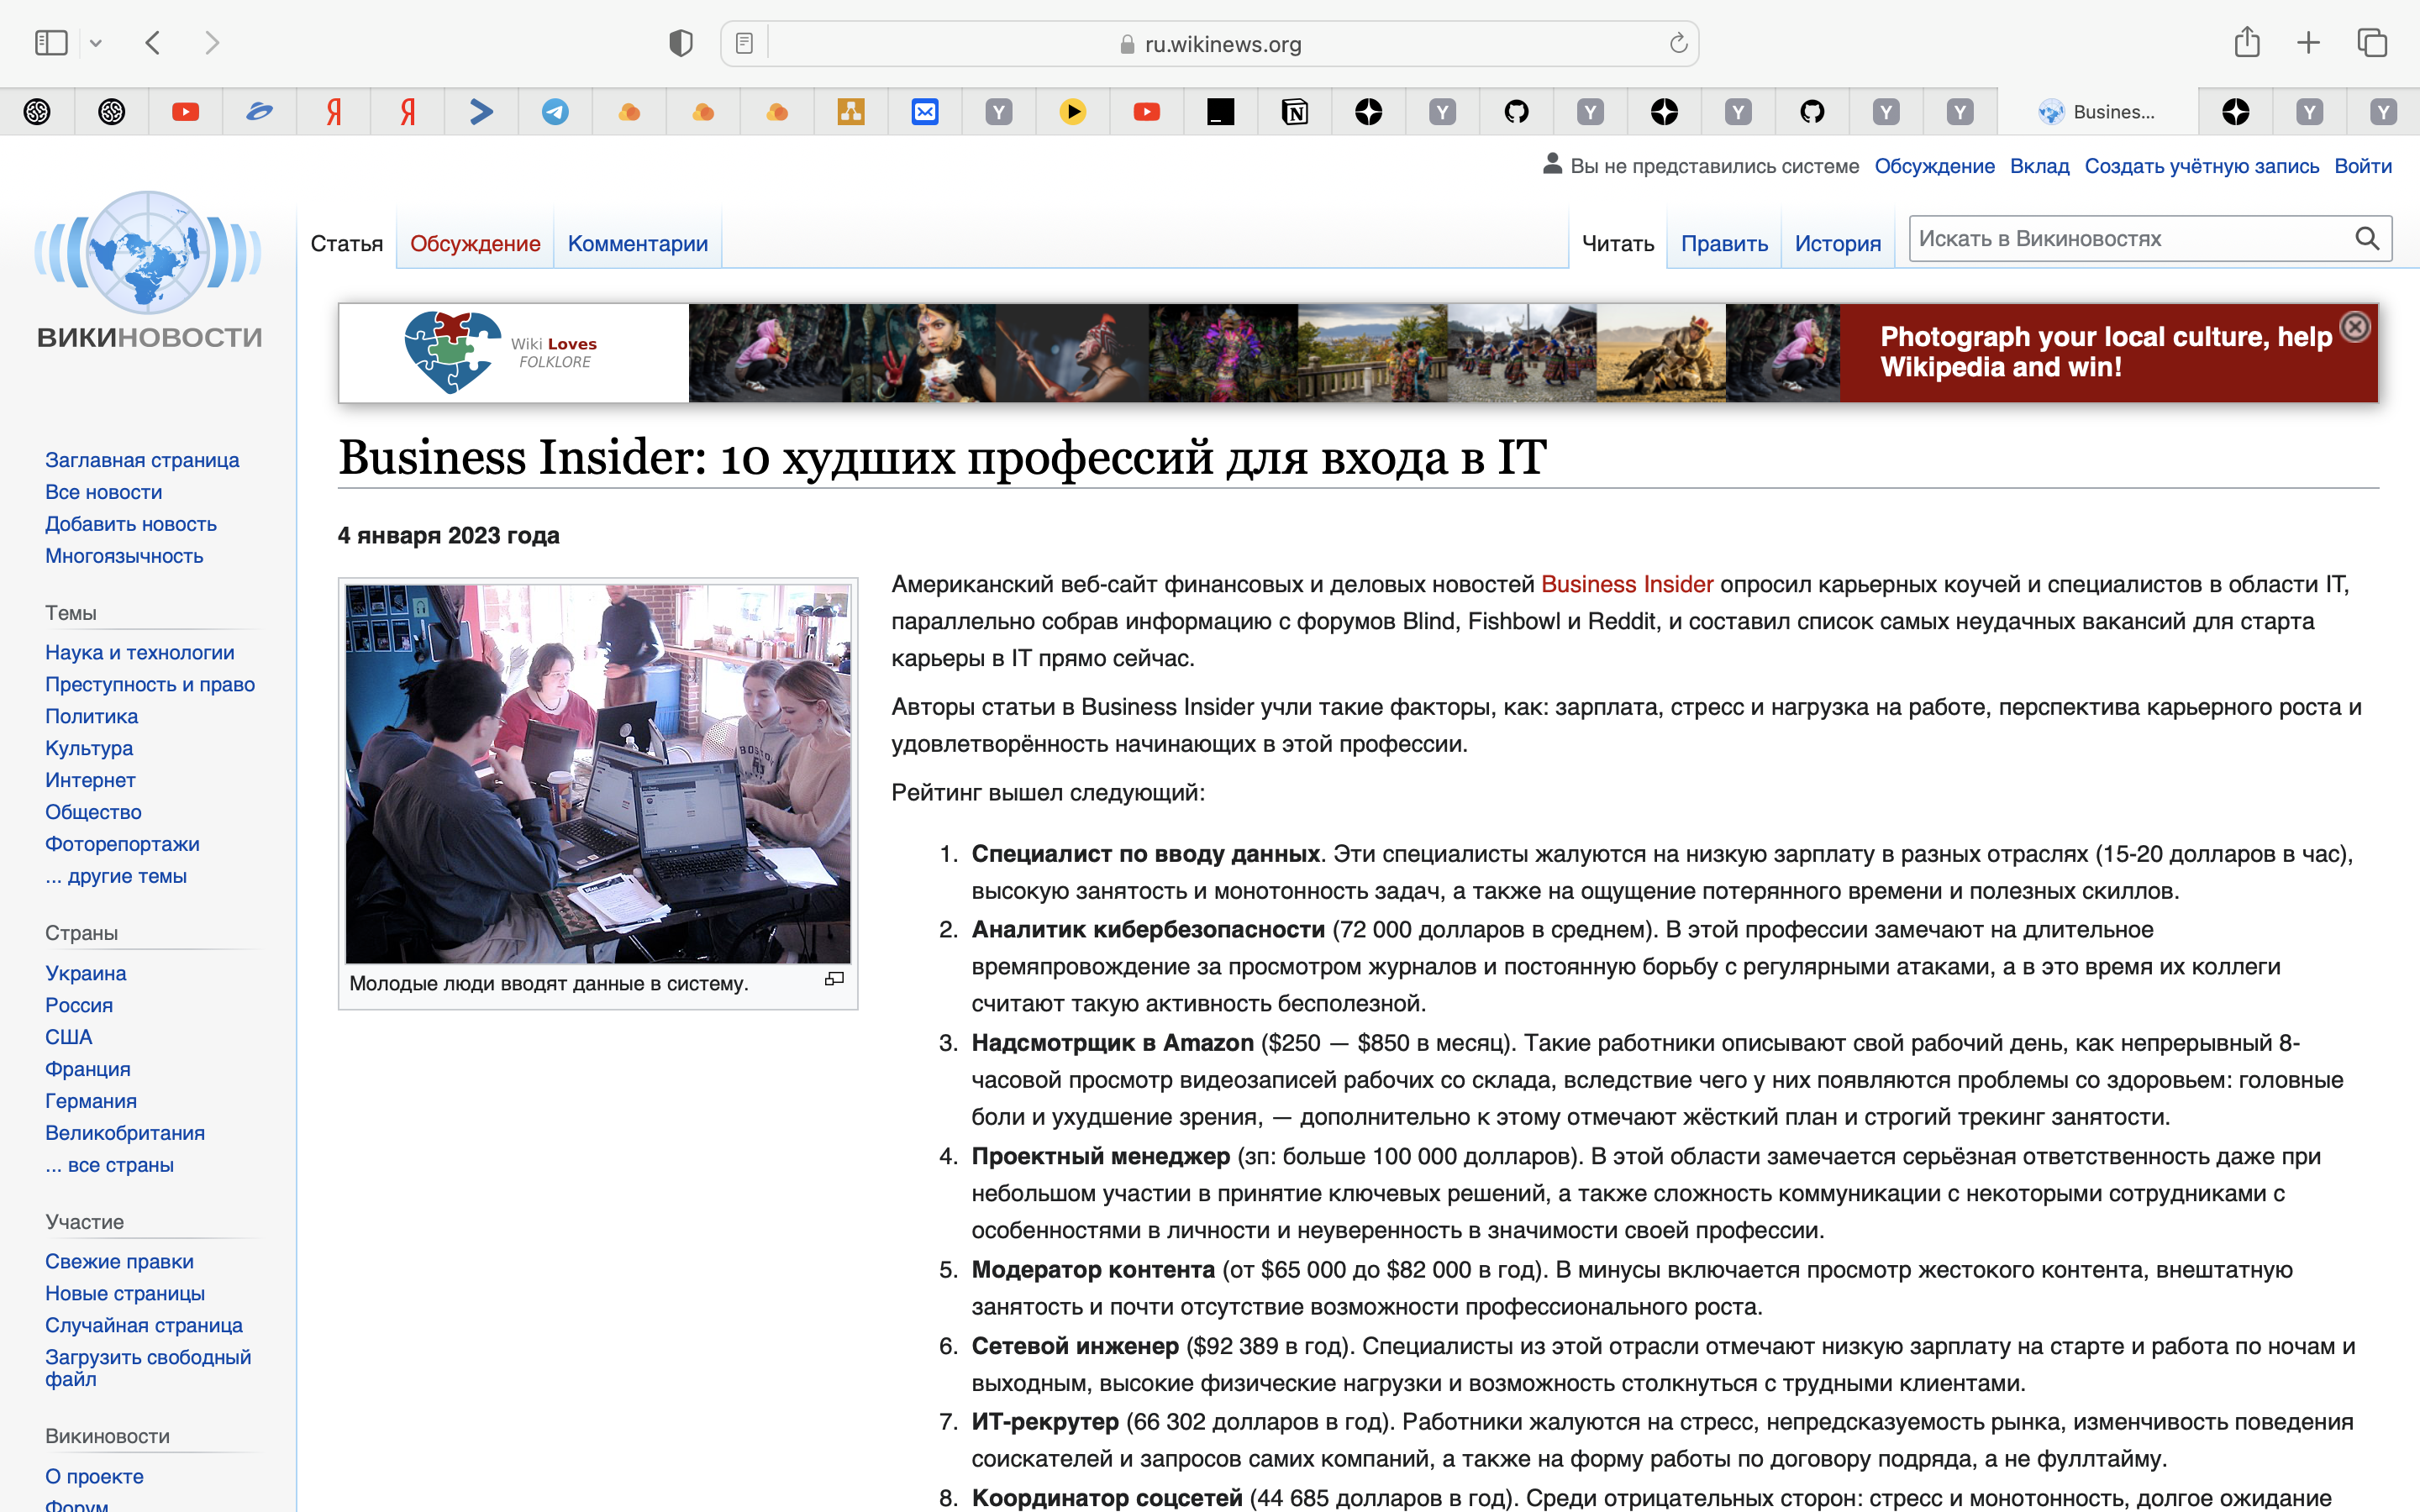 ru.wikinews.org
Busines...
Вы не представились системе Обсуждение Вклад Создать учётную запись Войти
ВИКИНОВОСТИ
Статья Обсуждение Комментарии Читать Править История Искать в Викиновостях
Wiki Loves
FOLKLORE
Photograph your local culture, help
Wikipedia and win!
Заглавная страница
Все новости
Добавить новость
Многоязычность
Темы
Наука и технологии
Преступность и право
Политика
Культура
Интернет
Общество
Фоторепортажи
... другие темы
Страны
Украина
Россия
США
Франция
Германия
Великобритания
... все страны
Участие
Свежие правки
Новые страницы
Случайная страница
Загрузить свободный
файл
Викиновости
О проекте
Форум
Business Insider: 10 худших профессий для входа в IT
4 января 2023 года
Молодые люди вводят данные в систему.
Американский веб-сайт финансовых и деловых новостей Business Insider опросил карьерных коучей и специалистов в области IT,
параллельно собрав информацию с форумов Blind, Fishbowl и Reddit, и составил список самых неудачных вакансий для старта
карьеры в IT прямо сейчас.
Авторы статьи в Business Insider учли такие факторы, как: зарплата, стресс и нагрузка на работе, перспектива карьерного роста и
удовлетворённость начинающих в этой профессии.
Рейтинг вышел следующий:
1. Специалист по вводу данных. Эти специалисты жалуются на низкую зарплату в разных отраслях (15-20 долларов в час),
высокую занятость и монотонность задач, а также на ощущение потерянного времени и полезных скиллов.
2. Аналитик кибербезопасности (72 000 долларов в среднем). В этой профессии замечают на длительное
времяпровождение за просмотром журналов и постоянную борьбу с регулярными атаками, а в это время их коллеги
считают такую активность бесполезной.
3. Надсмотрщик в Amazon ($250 — $850 в месяц). Такие работники описывают свой рабочий день, как непрерывный 8-
часовой просмотр видеозаписей рабочих со склада, вследствие чего у них появляются проблемы со здоровьем: головные
боли и ухудшение зрения, — дополнительно к этому отмечают жёсткий план и строгий трекинг занятости.
4. Проектный менеджер (зп: больше 100 000 долларов). В этой области замечается серьёзная ответственность даже при
небольшом участии в принятие ключевых решений, а также сложность коммуникации с некоторыми сотрудниками с
особенностями в личности и неуверенность в значимости своей профессии.
5. Модератор контента (от $65 000 до $82 000 в год). В минусы включается просмотр жестокого контента, внештатную
занятость и почти отсутствие возможности профессионального роста.
6. Сетевой инженер ($92 389 в год). Специалисты из этой отрасли отмечают низкую зарплату на старте и работа по ночам и
выходным, высокие физические нагрузки и возможность столкнуться с трудными клиентами.
7. ИТ-рекрутер (66 302 долларов в год). Работники жалуются на стресс, непредсказуемость рынка, изменчивость поведения
соискателей и запросов самих компаний, а также на форму работы по договору подряда, а не фуллтайму.
8. Координатор соцсетей (44 685 долларов в год). Среди отрицательных сторон: стресс и монотонность, долгое ожидание